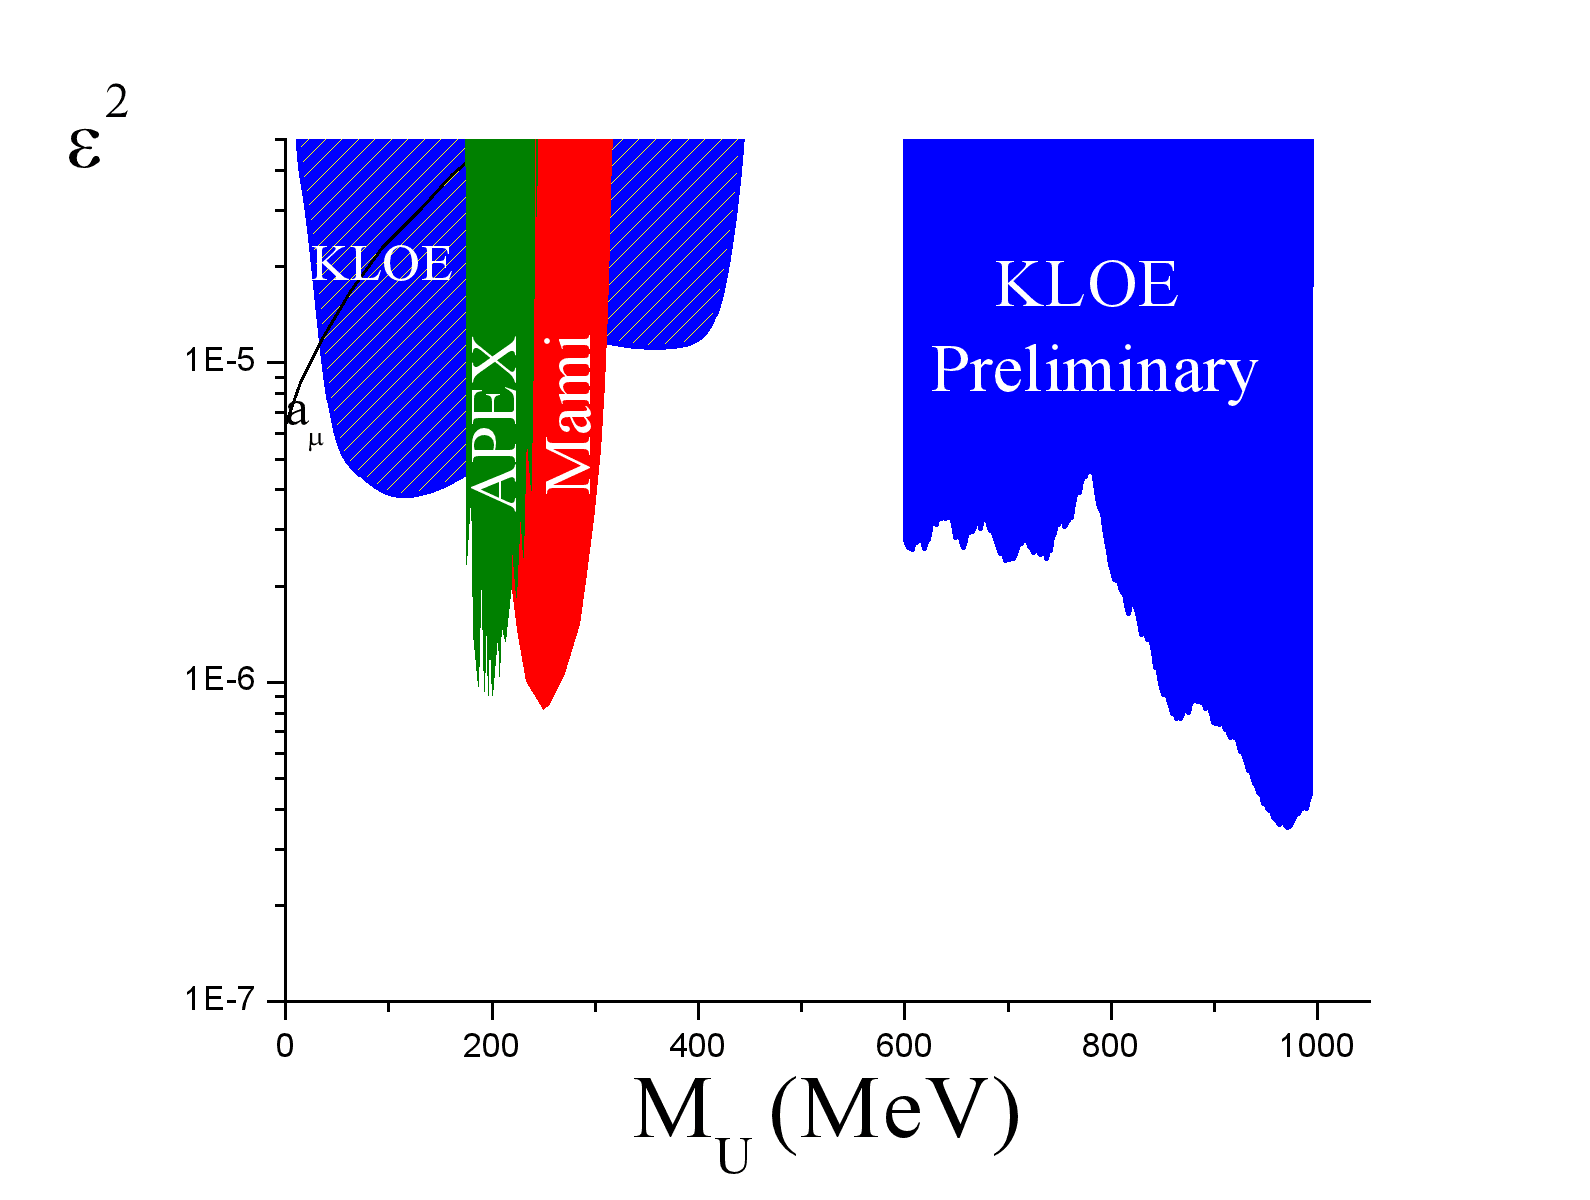 ε²
KLOE
KLOE
Preliminary
APEX
Mami
1E-5
a_μ
1E-6
1E-7
0 200 400 600 800 1000
M_U (MeV)